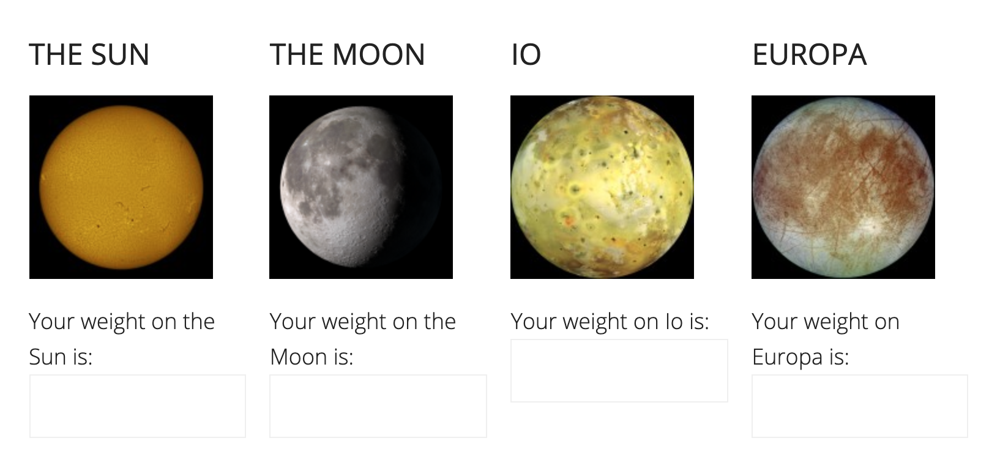 THE SUN
Your weight on the
Sun is:
THE MOON
Your weight on the
Moon is:
IO
Your weight on Io is:
EUROPA
Your weight on
Europa is: